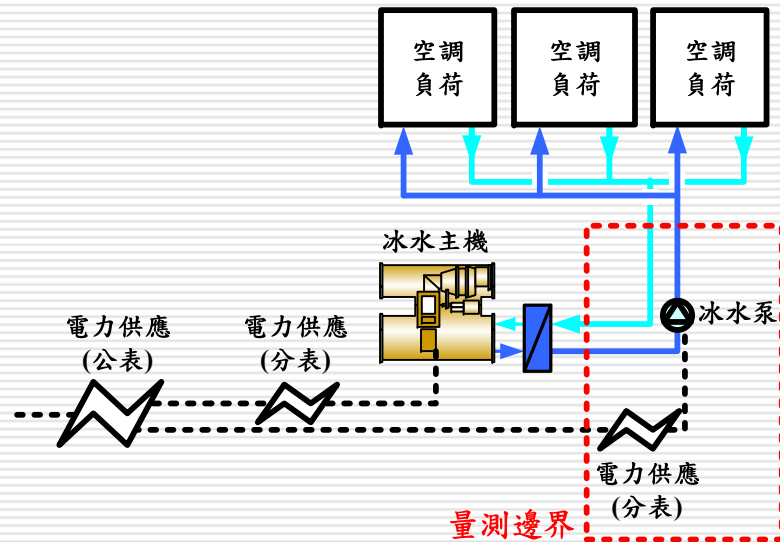 空調
負荷
空調
負荷
空調
負荷
冰水主機
冰水泵
電力供應
(公表)
電力供應
(分表)
電力供應
(分表)
量測邊界